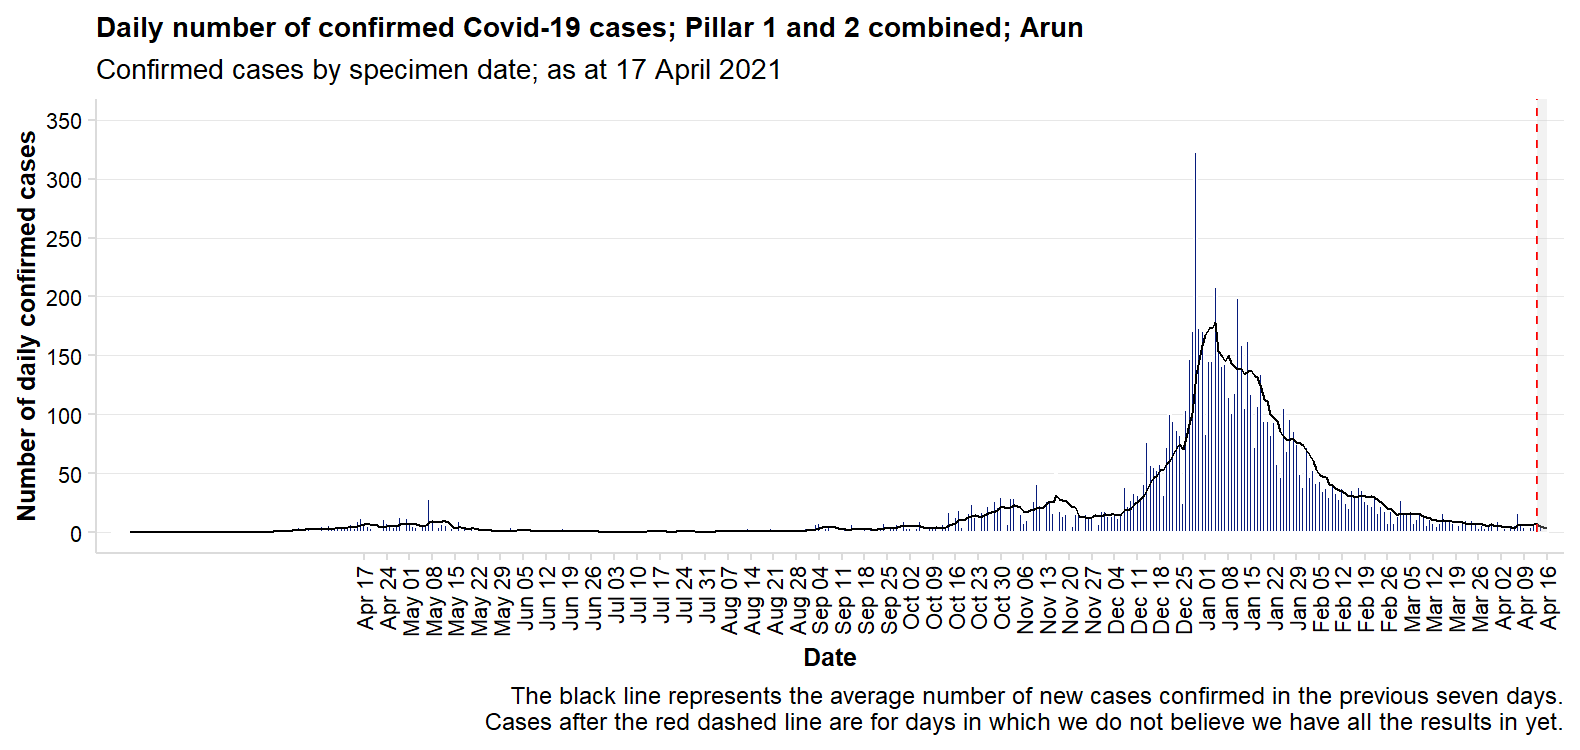 Daily number of confirmed Covid-19 cases; Pillar 1 and 2 combined; Arun
Confirmed cases by specimen date; as at 17 April 2021
Number of daily confirmed cases
350
300
250
200
150
100
50
0
Apr 17
Apr 24
May 01
May 08
May 15
May 22
May 29
Jun 05
Jun 12
Jun 19
Jun 26
Jul 03
Jul 10
Jul 17
Jul 24
Jul 31
Aug 07
Aug 14
Aug 21
Aug 28
Sep 04
Sep 11
Sep 18
Sep 25
Oct 02
Oct 09
Oct 16
Oct 23
Oct 30
Nov 06
Nov 13
Nov 20
Nov 27
Dec 04
Dec 11
Dec 18
Dec 25
Jan 01
Jan 08
Jan 15
Jan 22
Jan 29
Feb 05
Feb 12
Feb 19
Feb 26
Mar 05
Mar 12
Mar 19
Mar 26
Apr 02
Apr 09
Apr 16
Date
The black line represents the average number of new cases confirmed in the previous seven days.
Cases after the red dashed line are for days in which we do not believe we have all the results in yet.